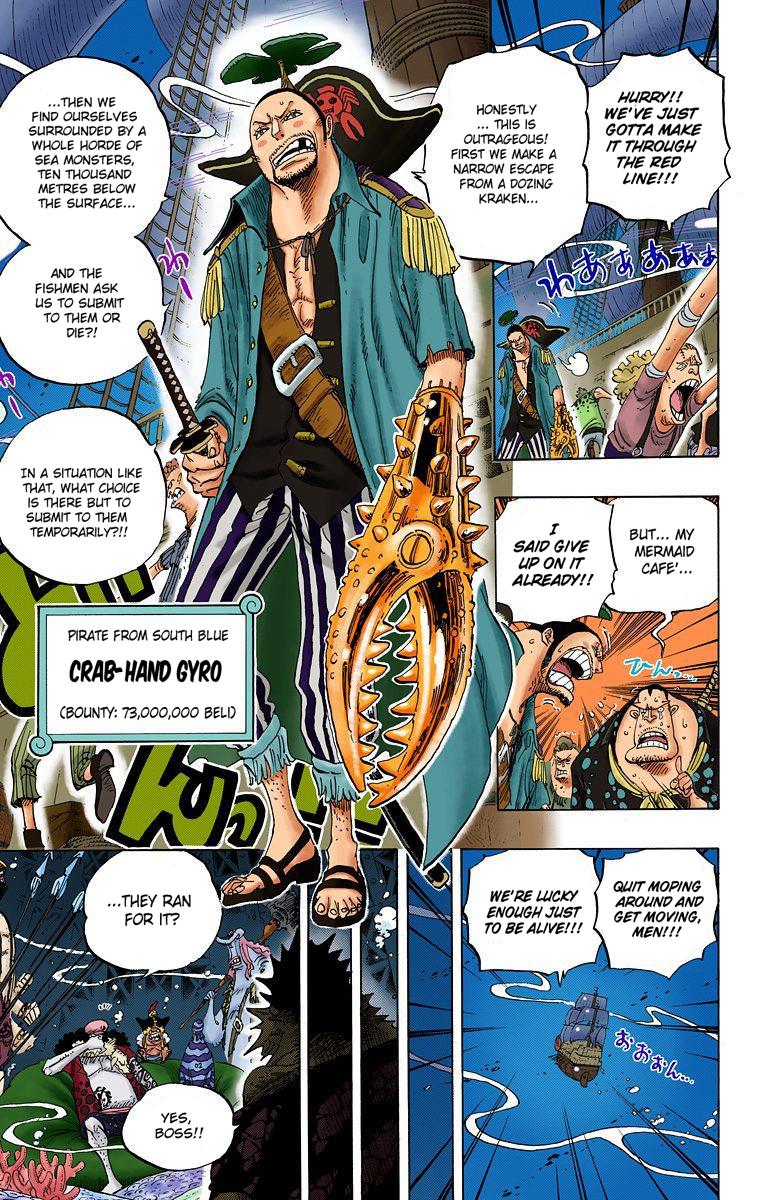 HURRY!!
WE'VE JUST
GOTTA MAKE
IT THROUGH
THE RED
LINE!!!
わあぁぁぁぁ
HONESTLY
... THIS IS
OUTRAGEOUS!
FIRST WE MAKE A
NARROW ESCAPE
FROM A DOZING
KRAKEN...
...THEN WE
FIND OURSELVES
SURROUNDED BY A
WHOLE HORDE OF
SEA MONSTERS,
TEN THOUSAND
METRES BELOW
THE SURFACE...
AND THE
FISHMEN ASK
US TO SUBMIT
TO THEM OR
DIE?!
わー
IN A SITUATION LIKE
THAT, WHAT CHOICE
IS THERE BUT TO
SUBMIT TO THEM
TEMPORARILY?!!
PIRATE FROM SOUTH BLUE
CRAB-HAND GYRO
(BOUNTY: 73,000,000 BELI)
BUT... MY
MERMAID
CAFE'...
I
SAID GIVE
UP ON IT
ALREADY!!
ひんっ...
QUIT MOPING
AROUND AND
GET MOVING,
MEN!!!
WE'RE LUCKY
ENOUGH JUST
TO BE ALIVE!!!
おおおん...
...THEY RAN
FOR IT?
YES,
BOSS!!